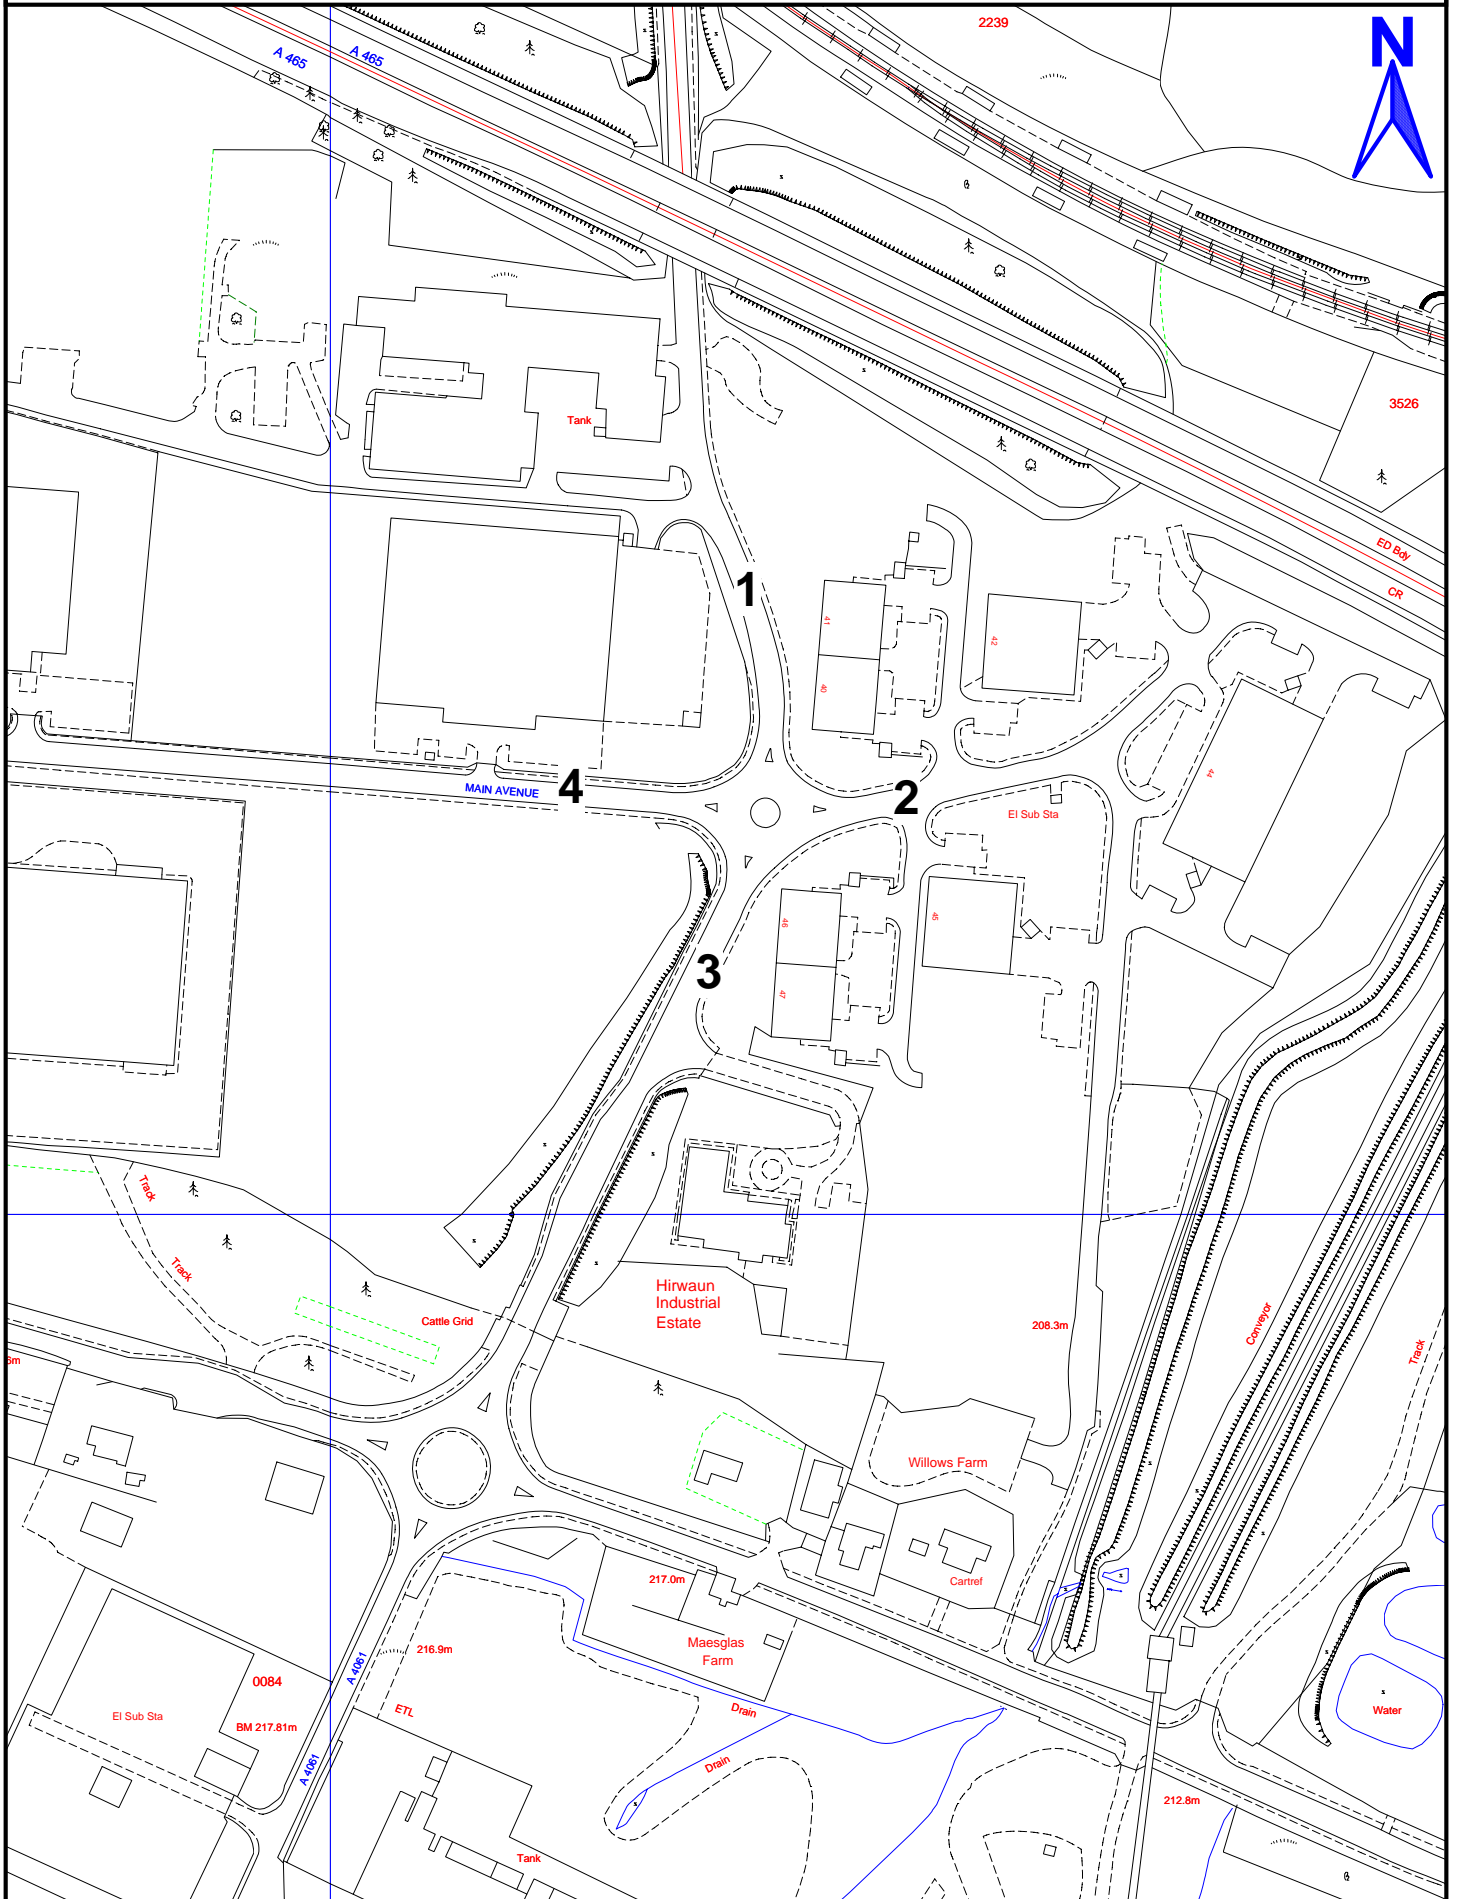 2239
N
A 465
A 465
3526
Tank
ED Bdy
CR
1
41
42
40
44
MAIN AVENUE
4
2
El Sub Sta
46
45
3
47
Track
Track
Hirwaun
Industrial
Estate
Cattle Grid
208.3m
Conveyor
Track
6m
Willows Farm
Cartref
217.0m
Maesglas
Farm
216.9m
A 4061
0084
El Sub Sta
BM 217.81m
ETL
Drain
Drain
Water
A 4061
212.8m
Tank